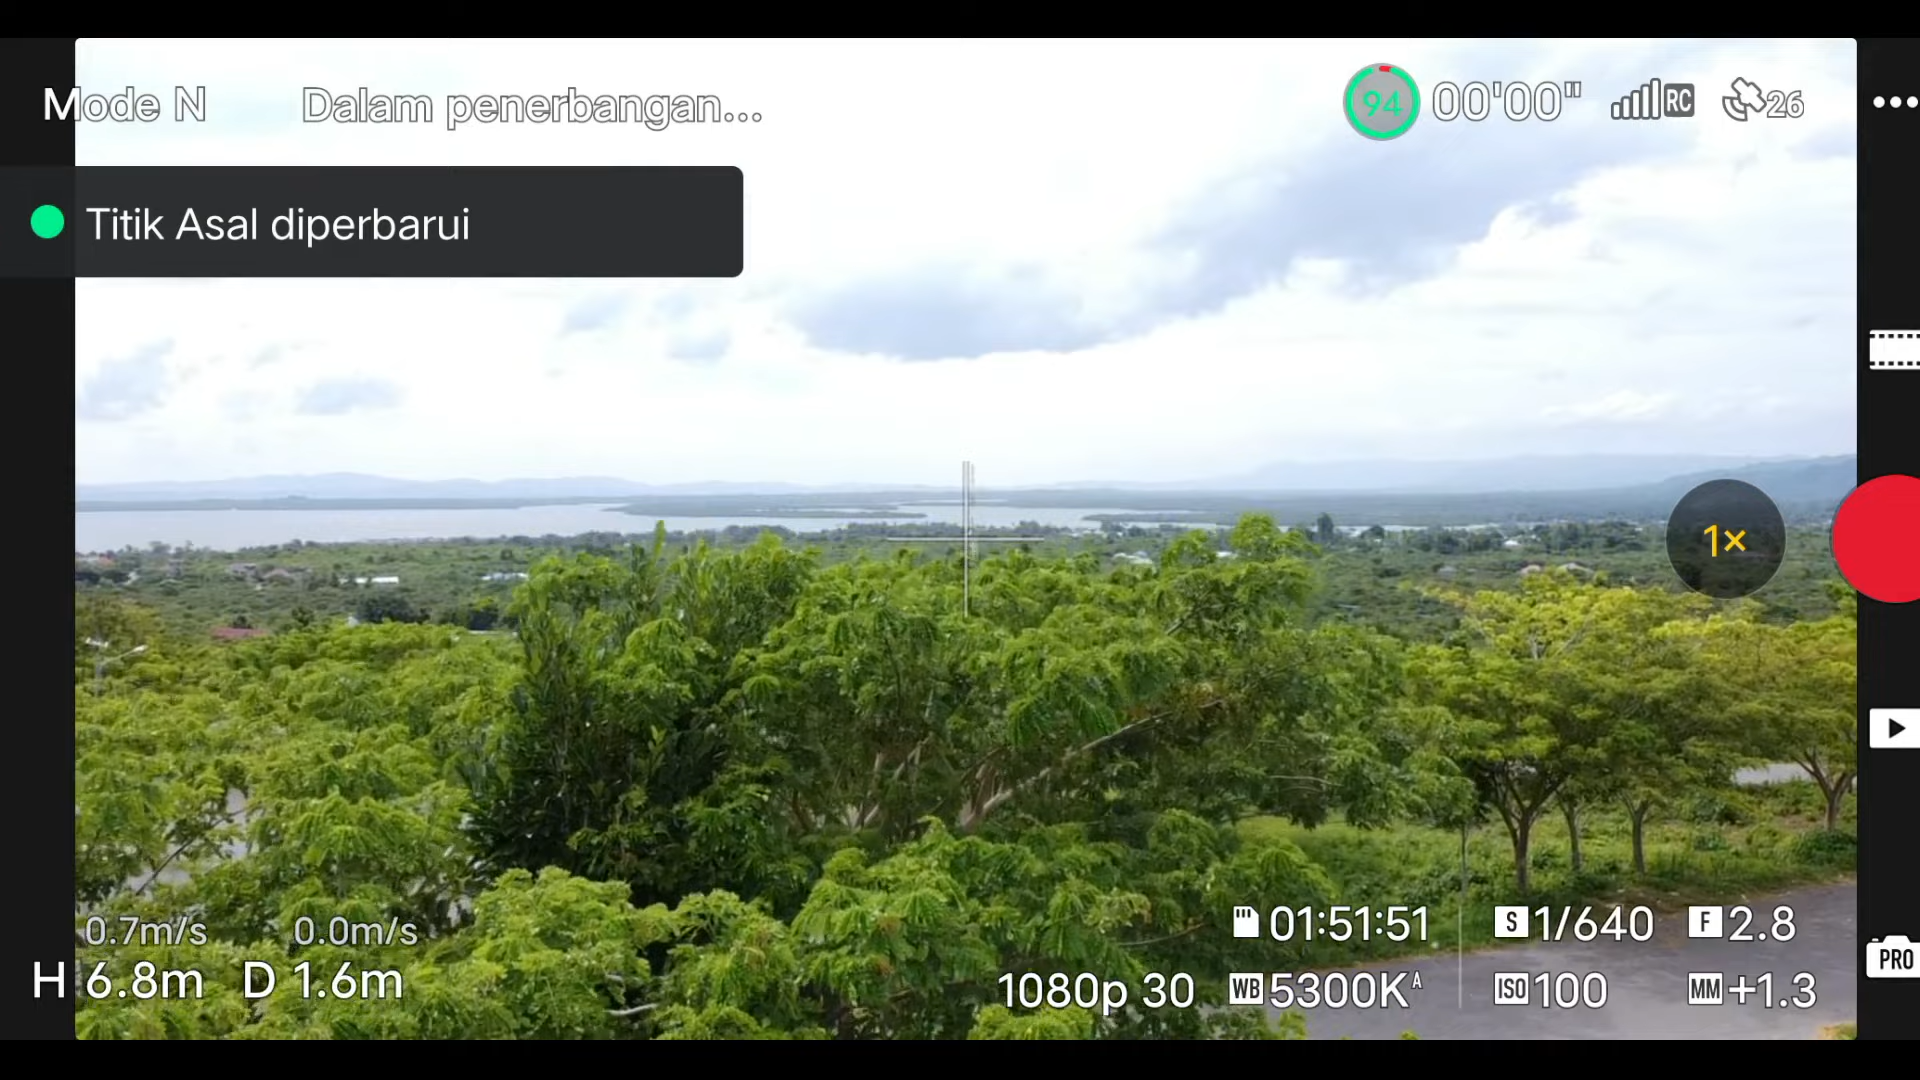 Mode N Dalam penerbangan... 94 00'00" RC 26
Titik Asal diperbarui
1×
0.7m/s 0.0m/s 01:51:51 S 1/640 F 2.8
H 6.8m D 1.6m 1080p 30 WB 5300K A ISO 100 MM +1.3
PRO